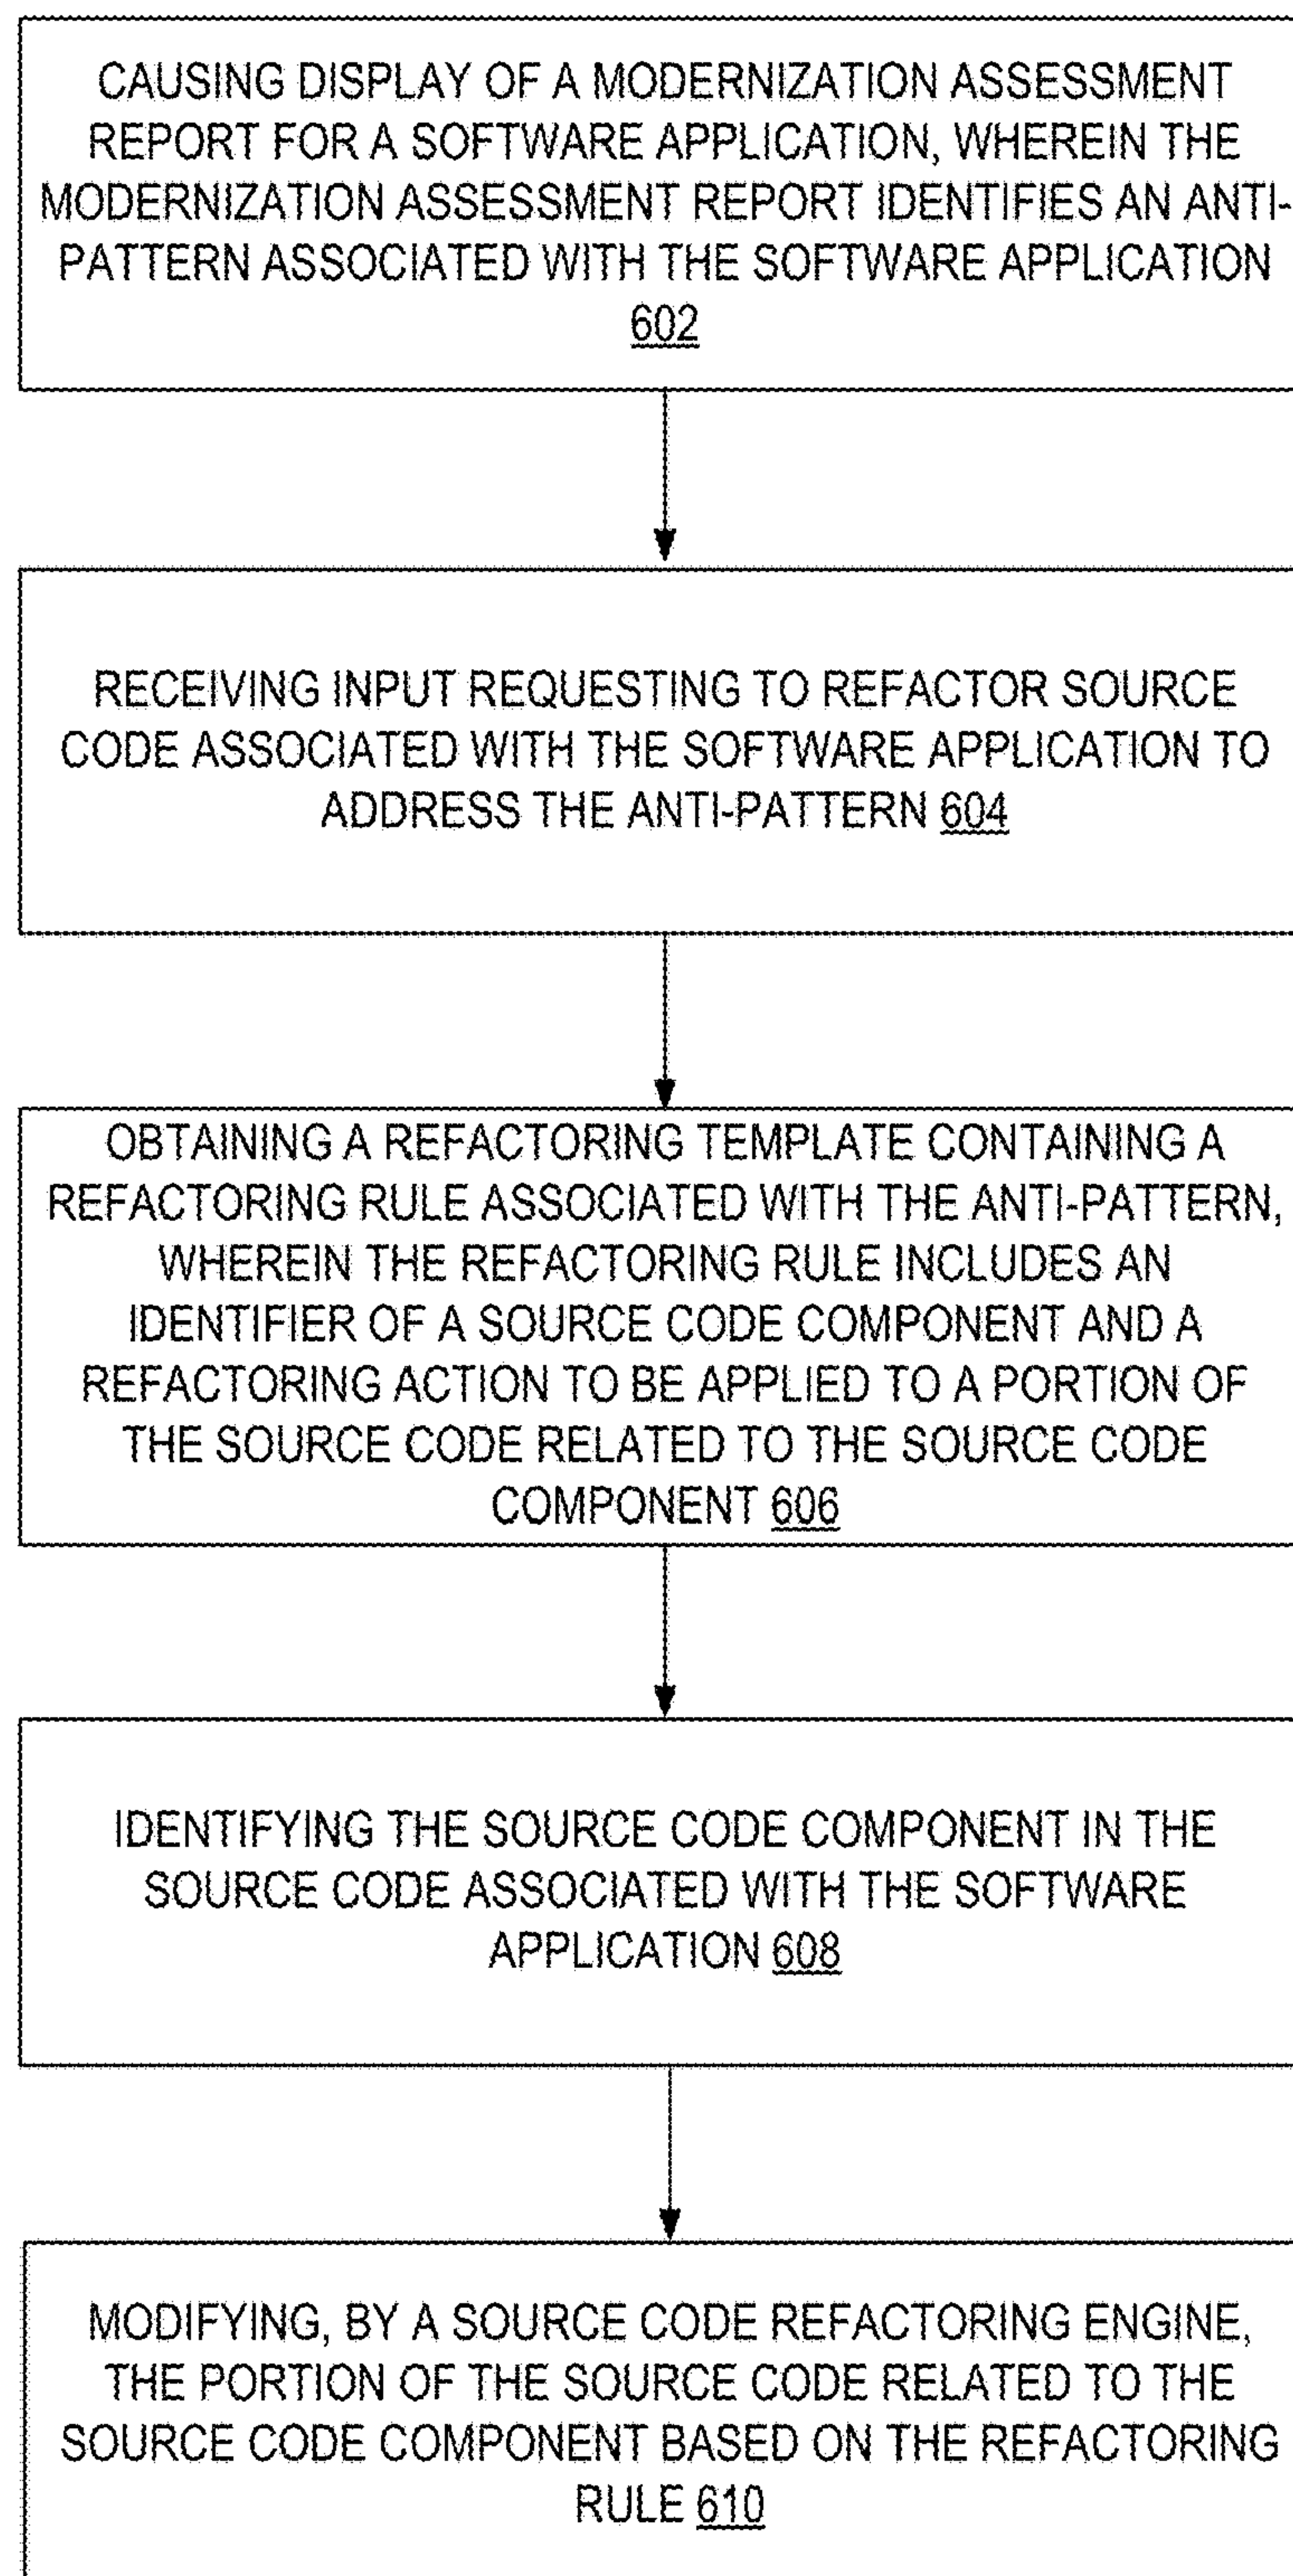 CAUSING DISPLAY OF A MODERNIZATION ASSESSMENT
REPORT FOR A SOFTWARE APPLICATION, WHEREIN THE
MODERNIZATION ASSESSMENT REPORT IDENTIFIES AN ANTI-
PATTERN ASSOCIATED WITH THE SOFTWARE APPLICATION
602
RECEIVING INPUT REQUESTING TO REFACTOR SOURCE
CODE ASSOCIATED WITH THE SOFTWARE APPLICATION TO
ADDRESS THE ANTI-PATTERN 604
OBTAINING A REFACTORING TEMPLATE CONTAINING A
REFACTORING RULE ASSOCIATED WITH THE ANTI-PATTERN,
WHEREIN THE REFACTORING RULE INCLUDES AN
IDENTIFIER OF A SOURCE CODE COMPONENT AND A
REFACTORING ACTION TO BE APPLIED TO A PORTION OF
THE SOURCE CODE RELATED TO THE SOURCE CODE
COMPONENT 606
IDENTIFYING THE SOURCE CODE COMPONENT IN THE
SOURCE CODE ASSOCIATED WITH THE SOFTWARE
APPLICATION 608
MODIFYING, BY A SOURCE CODE REFACTORING ENGINE,
THE PORTION OF THE SOURCE CODE RELATED TO THE
SOURCE CODE COMPONENT BASED ON THE REFACTORING
RULE 610